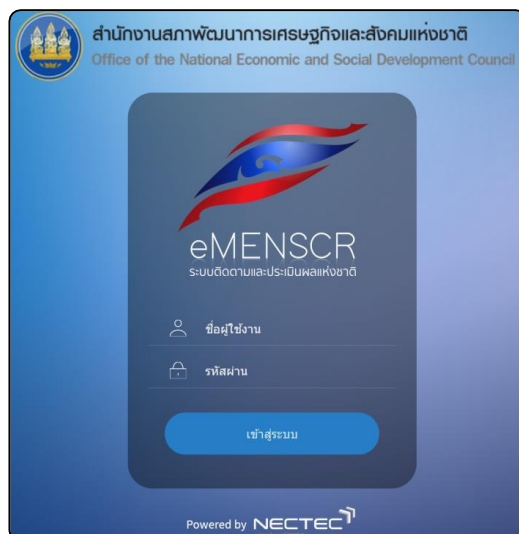 สำนักงานสภาพัฒนาการเศรษฐกิจและสังคมแห่งชาติ
Office of the National Economic and Social Development Council
eMENSCR
ระบบติดตามและประเมินผลแห่งชาติ
ชื่อผู้ใช้งาน
รหัสผ่าน
เข้าสู่ระบบ
Powered by NECTEC